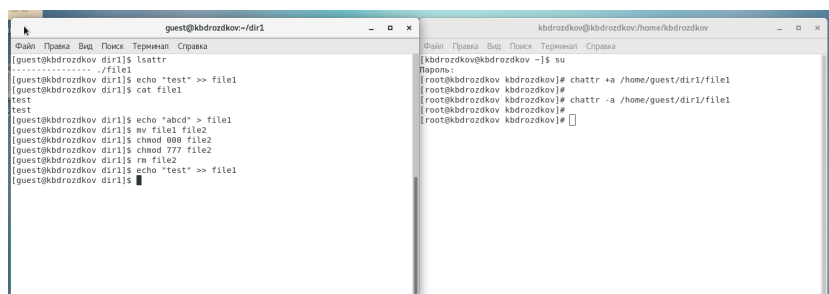 guest@kbdrozdkov:~/dir1
Файл Правка Вид Поиск Терминал Справка
[guest@kbdrozdkov dir1]$ lsattr
---------------- ./file1
[guest@kbdrozdkov dir1]$ echo "test" >> file1
[guest@kbdrozdkov dir1]$ cat file1
test
test
[guest@kbdrozdkov dir1]$ echo "abcd" > file1
[guest@kbdrozdkov dir1]$ mv file1 file2
[guest@kbdrozdkov dir1]$ chmod 000 file2
[guest@kbdrozdkov dir1]$ chmod 777 file2
[guest@kbdrozdkov dir1]$ rm file2
[guest@kbdrozdkov dir1]$ echo "test" >> file1
[guest@kbdrozdkov dir1]$
kbdrozdkov@kbdrozdkov:/home/kbdrozdkov
Файл Правка Вид Поиск Терминал Справка
[kbdrozdkov@kbdrozdkov ~]$ su
Пароль:
[root@kbdrozdkov kbdrozdkov]# chattr +a /home/guest/dir1/file1
[root@kbdrozdkov kbdrozdkov]#
[root@kbdrozdkov kbdrozdkov]# chattr -a /home/guest/dir1/file1
[root@kbdrozdkov kbdrozdkov]#
[root@kbdrozdkov kbdrozdkov]#